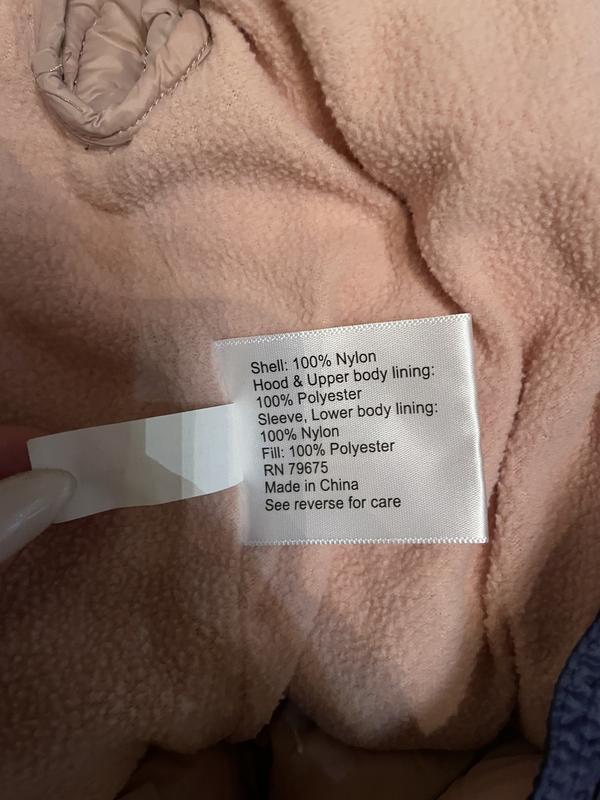 Shell: 100% Nylon
Hood & Upper body lining:
100% Polyester
Sleeve, Lower body lining:
100% Nylon
Fill: 100% Polyester
RN 79675
Made in China
See reverse for care